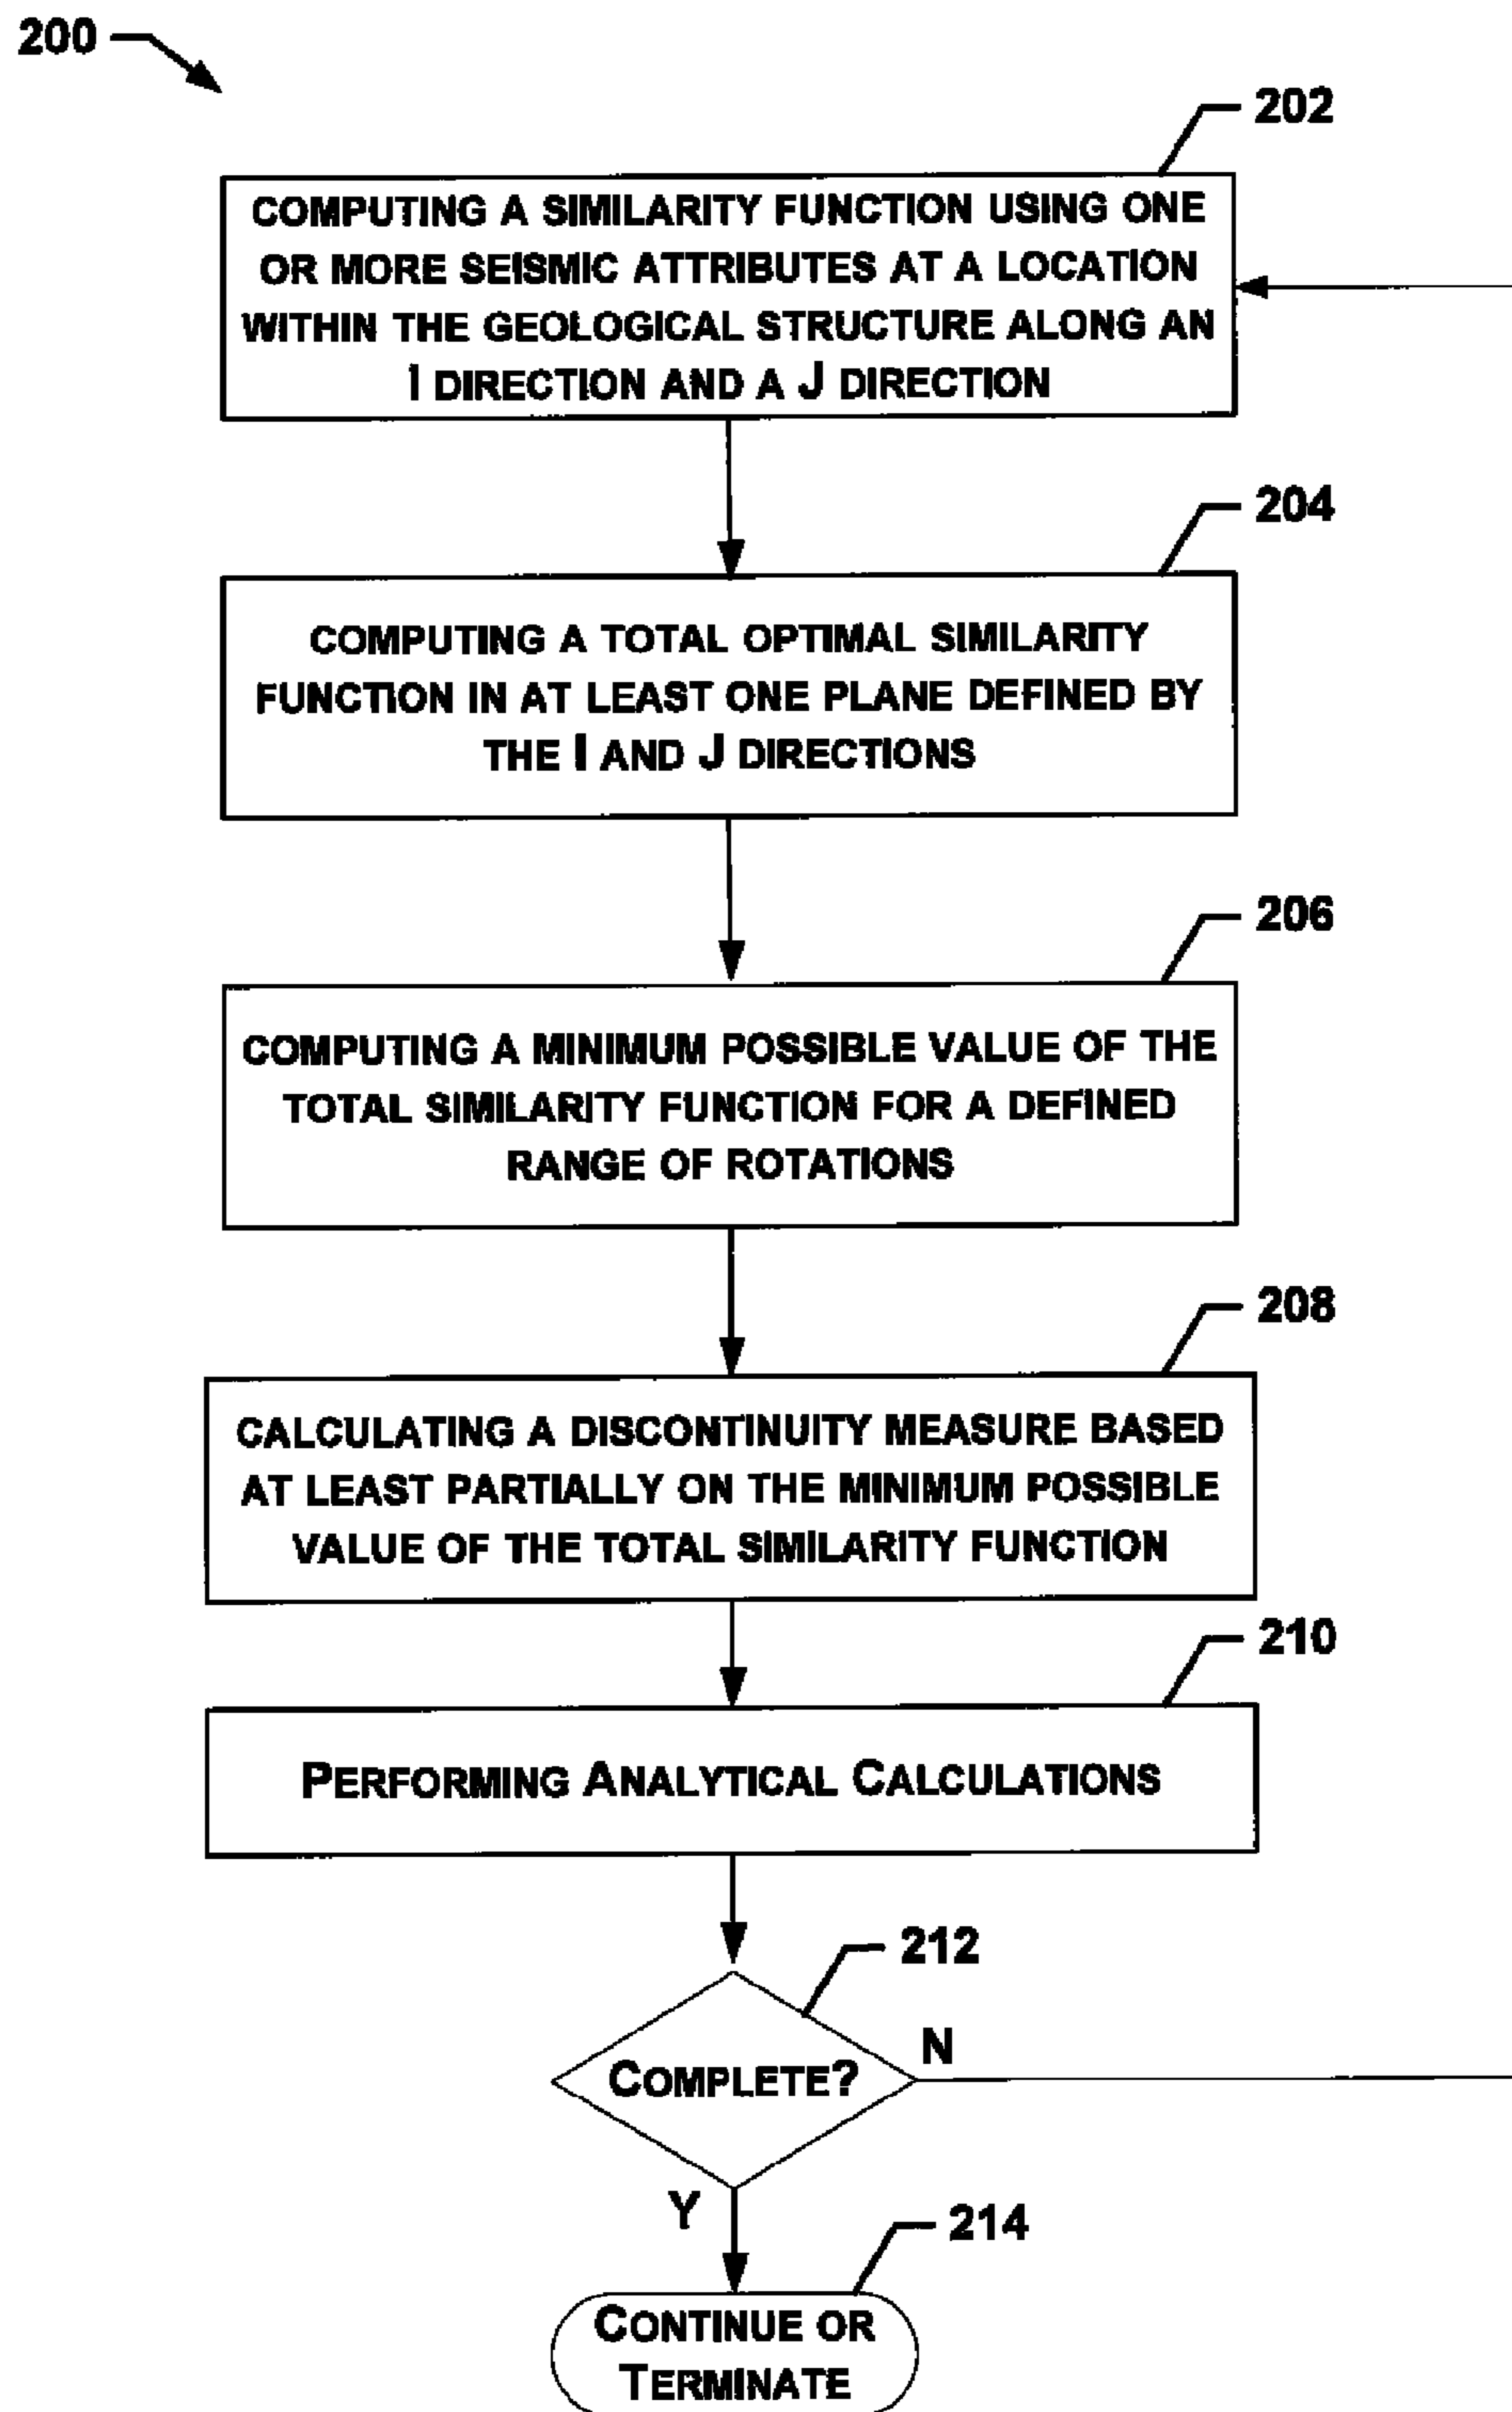 200
202
COMPUTING A SIMILARITY FUNCTION USING ONE
OR MORE SEISMIC ATTRIBUTES AT A LOCATION
WITHIN THE GEOLOGICAL STRUCTURE ALONG AN
I DIRECTION AND A J DIRECTION
204
COMPUTING A TOTAL OPTIMAL SIMILARITY
FUNCTION IN AT LEAST ONE PLANE DEFINED BY
THE I AND J DIRECTIONS
206
COMPUTING A MINIMUM POSSIBLE VALUE OF THE
TOTAL SIMILARITY FUNCTION FOR A DEFINED
RANGE OF ROTATIONS
208
CALCULATING A DISCONTINUITY MEASURE BASED
AT LEAST PARTIALLY ON THE MINIMUM POSSIBLE
VALUE OF THE TOTAL SIMILARITY FUNCTION
210
PERFORMING ANALYTICAL CALCULATIONS
212
COMPLETE?
N
Y
214
CONTINUE OR
TERMINATE